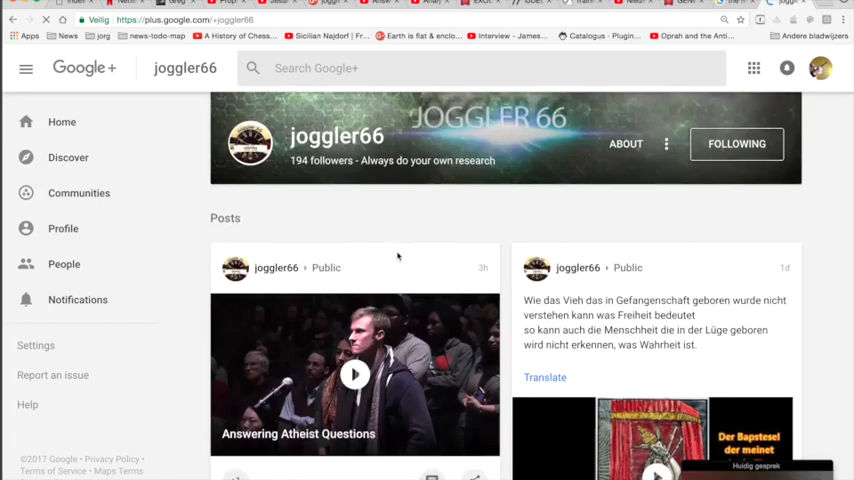 Index
Greg
Veilig https://plus.google.com/+joggler66
Apps
News
jorg
news-todo-map
A History of Chess...
Sicilian Najdorf | Fr...
Earth is flat & enclo...
Interview - James...
Catalogus - Plugin...
Oprah and the Anti...
Andere bladwijzers
Google+
joggler66
Search Google+
JOGGLER 66
joggler66
194 followers - Always do your own research
ABOUT
FOLLOWING
Home
Discover
Communities
Profile
People
Notifications
Settings
Report an issue
Help
©2017 Google • Privacy Policy •
Terms of Service • Maps Terms
Posts
joggler66 Public 3h
Answering Atheist Questions
joggler66 Public 1d
Wie das Vieh das in Gefangenschaft geboren wurde nicht
verstehen kann was Freiheit bedeutet
so kann auch die Menschheit die in der Lüge geboren
wird nicht erkennen, was Wahrheit ist.
Translate
Der Bapstesel
der meinet
Huidig gesprek